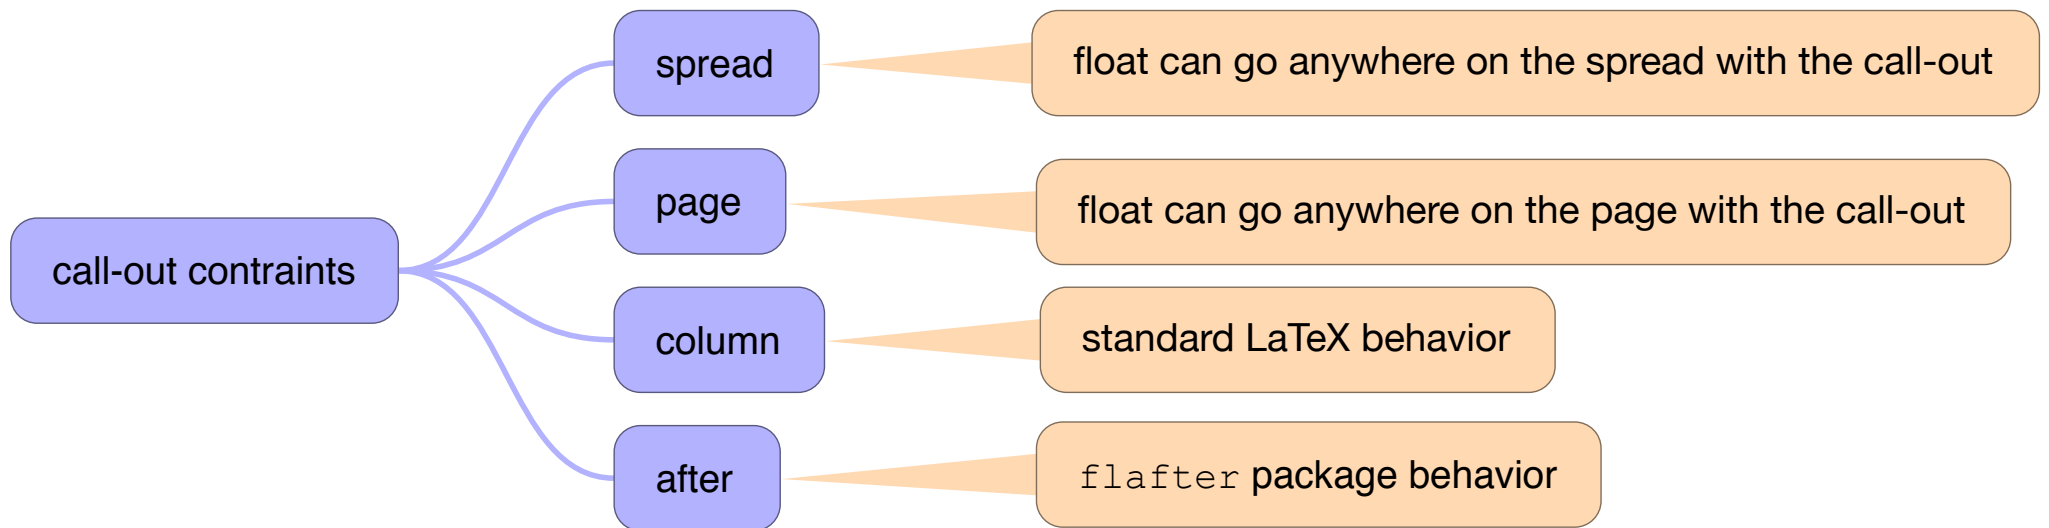 spread
float can go anywhere on the spread with the call-out
page
float can go anywhere on the page with the call-out
call-out contraints
column
standard LaTeX behavior
after
flafter package behavior